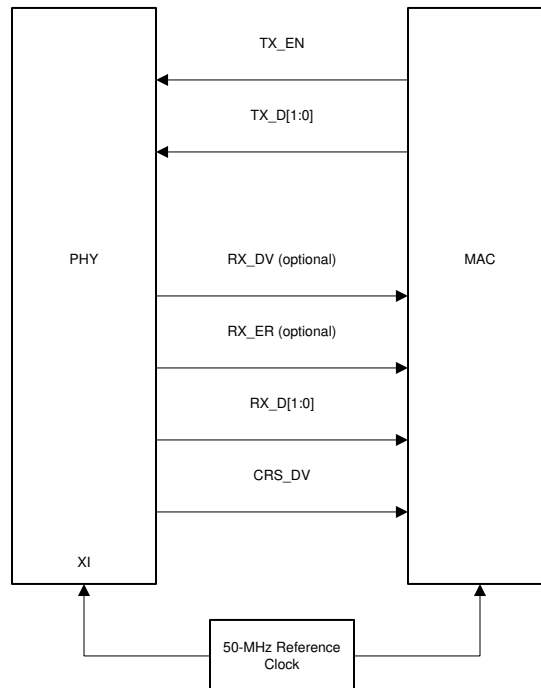 TX_EN
TX_D[1:0]
PHY
RX_DV (optional)
MAC
RX_ER (optional)
RX_D[1:0]
CRS_DV
XI
50-MHz Reference
Clock